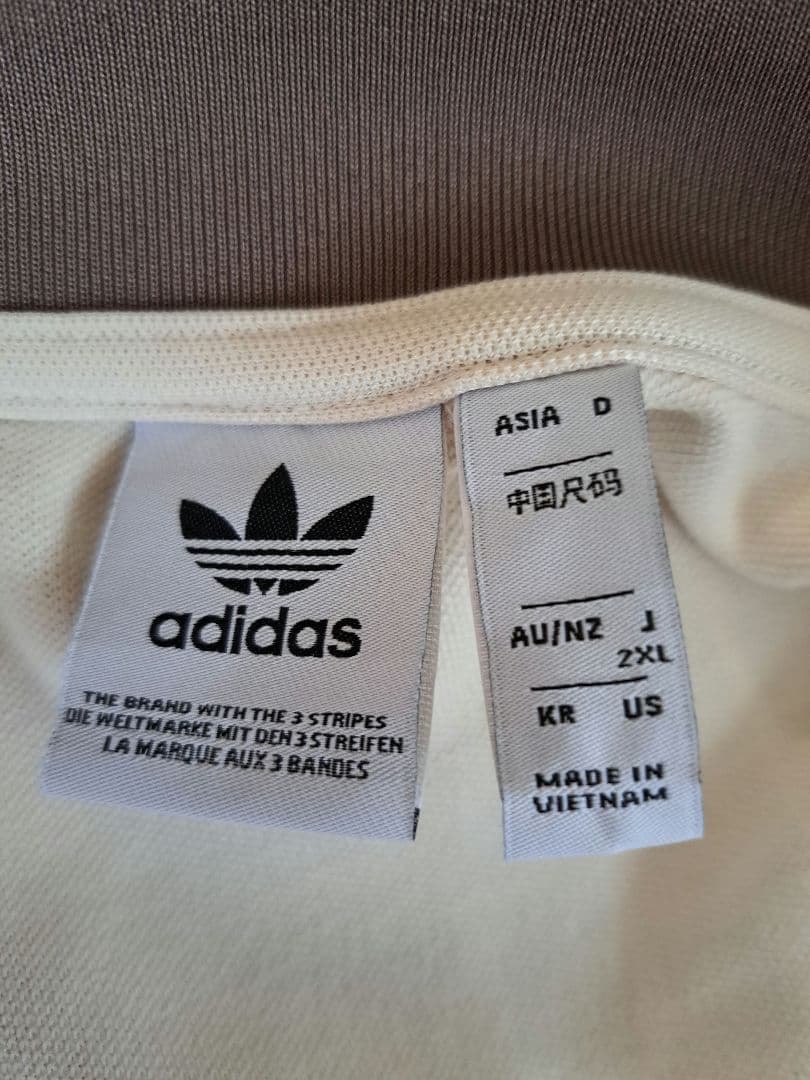 adidas
THE BRAND WITH THE 3 STRIPES
DIE WELTMARKE MIT DEN 3 STREIFEN
LA MARQUE AUX 3 BANDES
ASIA D
中国尺码
AU/NZ J
2XL
KR US
MADE IN
VIETNAM